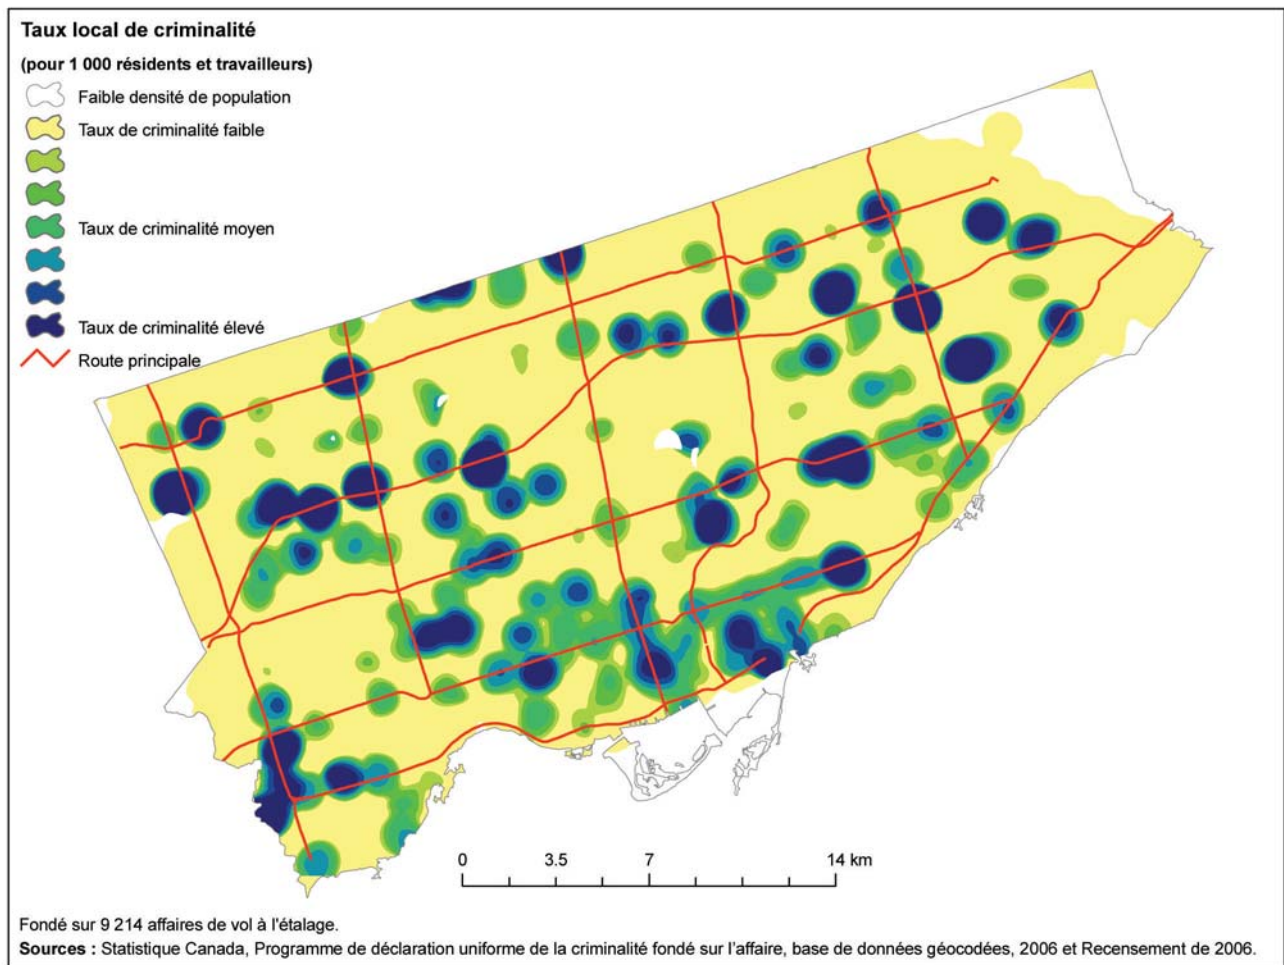 Taux local de criminalité
(pour 1 000 résidents et travailleurs)
Faible densité de population
Taux de criminalité faible
Taux de criminalité moyen
Taux de criminalité élevé
Route principale
0 3.5 7 14 km
Fondé sur 9 214 affaires de vol à l'étalage.
Sources : Statistique Canada, Programme de déclaration uniforme de la criminalité fondé sur l'affaire, base de données géocodées, 2006 et Recensement de 2006.